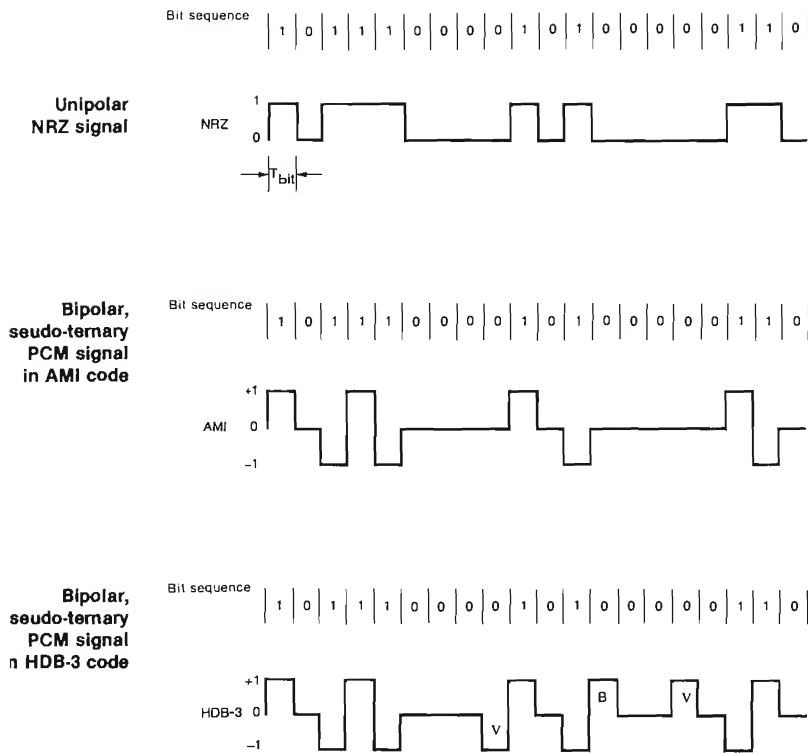 Bit sequence 1 0 1 1 1 0 0 0 0 1 0 1 0 0 0 0 0 1 1 0
Unipolar
NRZ signal
NRZ
1
0
Tbit
Bipolar,
seudo-ternary
PCM signal
in AMI code
Bit sequence 1 0 1 1 1 0 0 0 0 1 0 1 0 0 0 0 0 1 1 0
AMI
+1
0
−1
Bipolar,
seudo-ternary
PCM signal
n HDB-3 code
Bit sequence 1 0 1 1 1 0 0 0 0 1 0 1 0 0 0 0 0 1 1 0
HDB-3
+1
0
−1
V
B
V